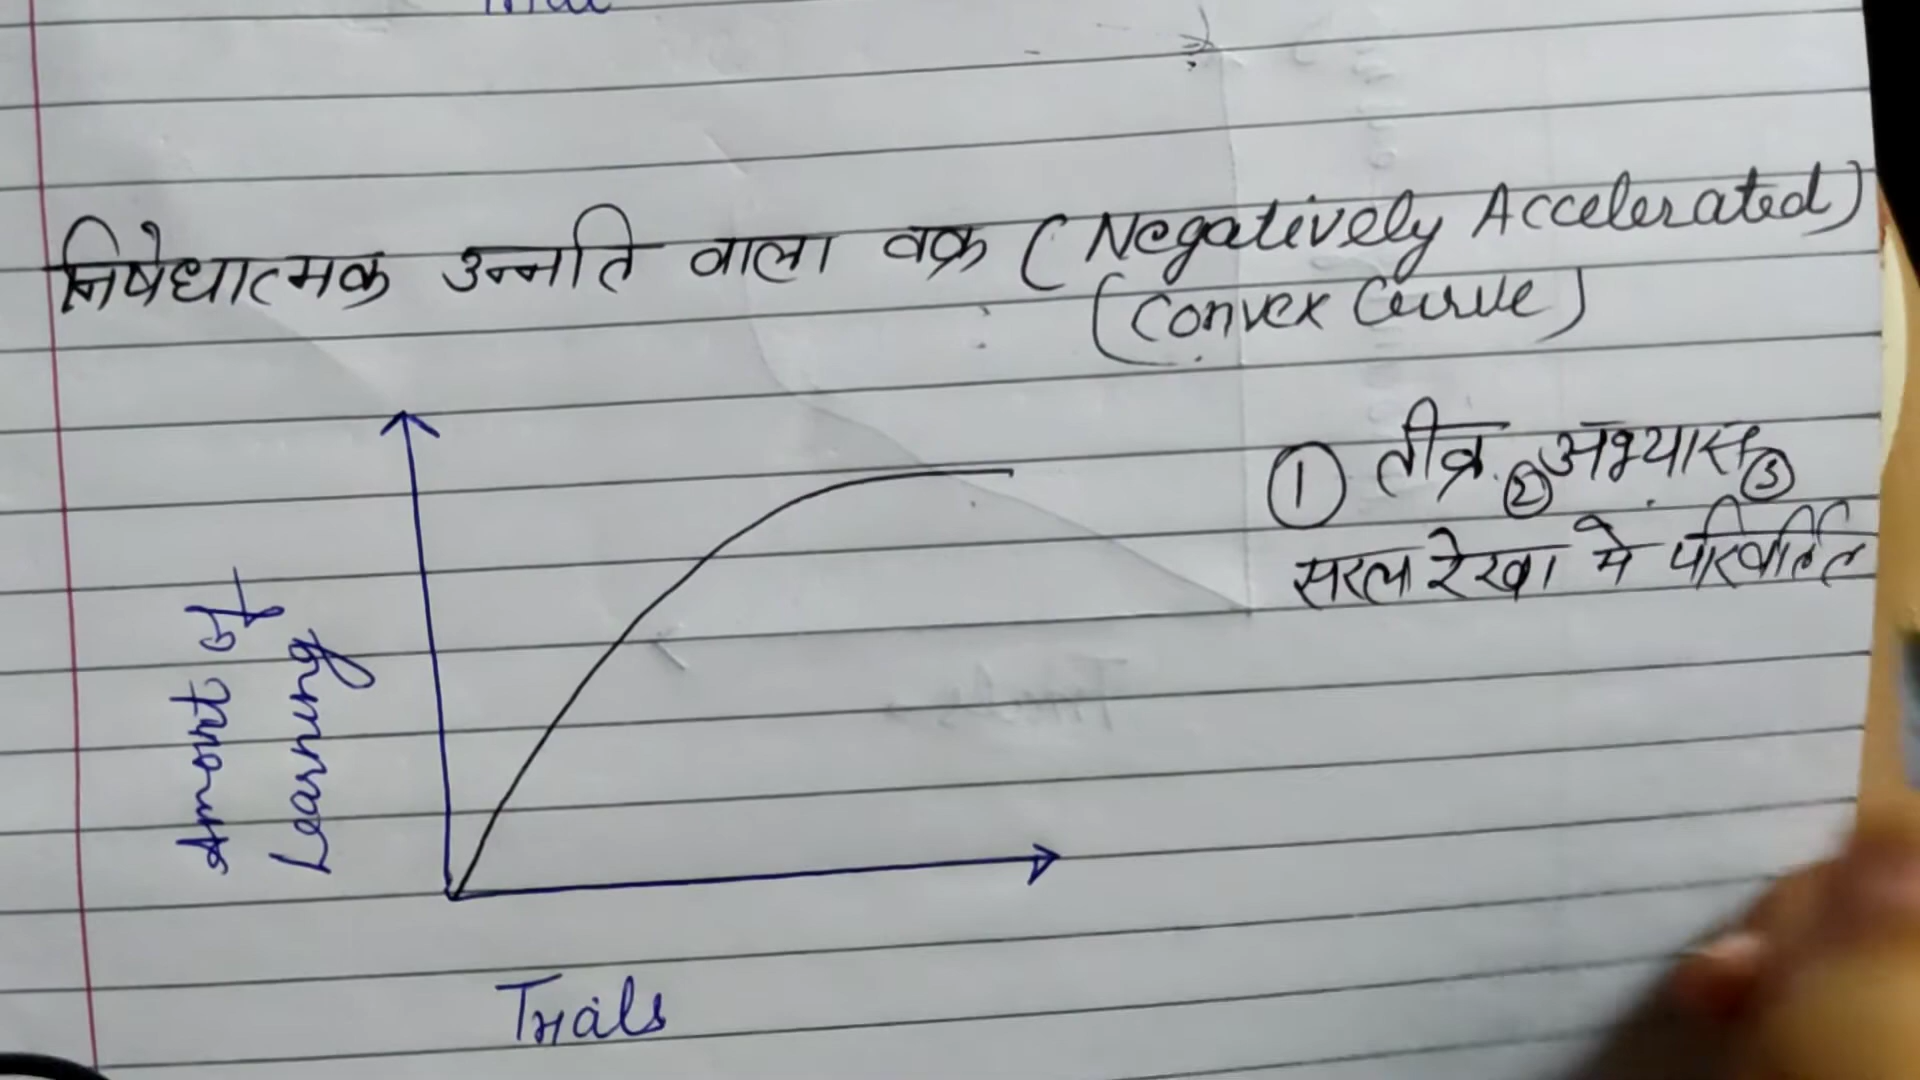 निषेधात्मक उन्नति वाला वक्र ( Negatively Accelerated)
(Convex Curve)
① तीव्र ② अभ्यास ③
सरल रेखा मे परिवर्तित
Amount of
Learning
Trials